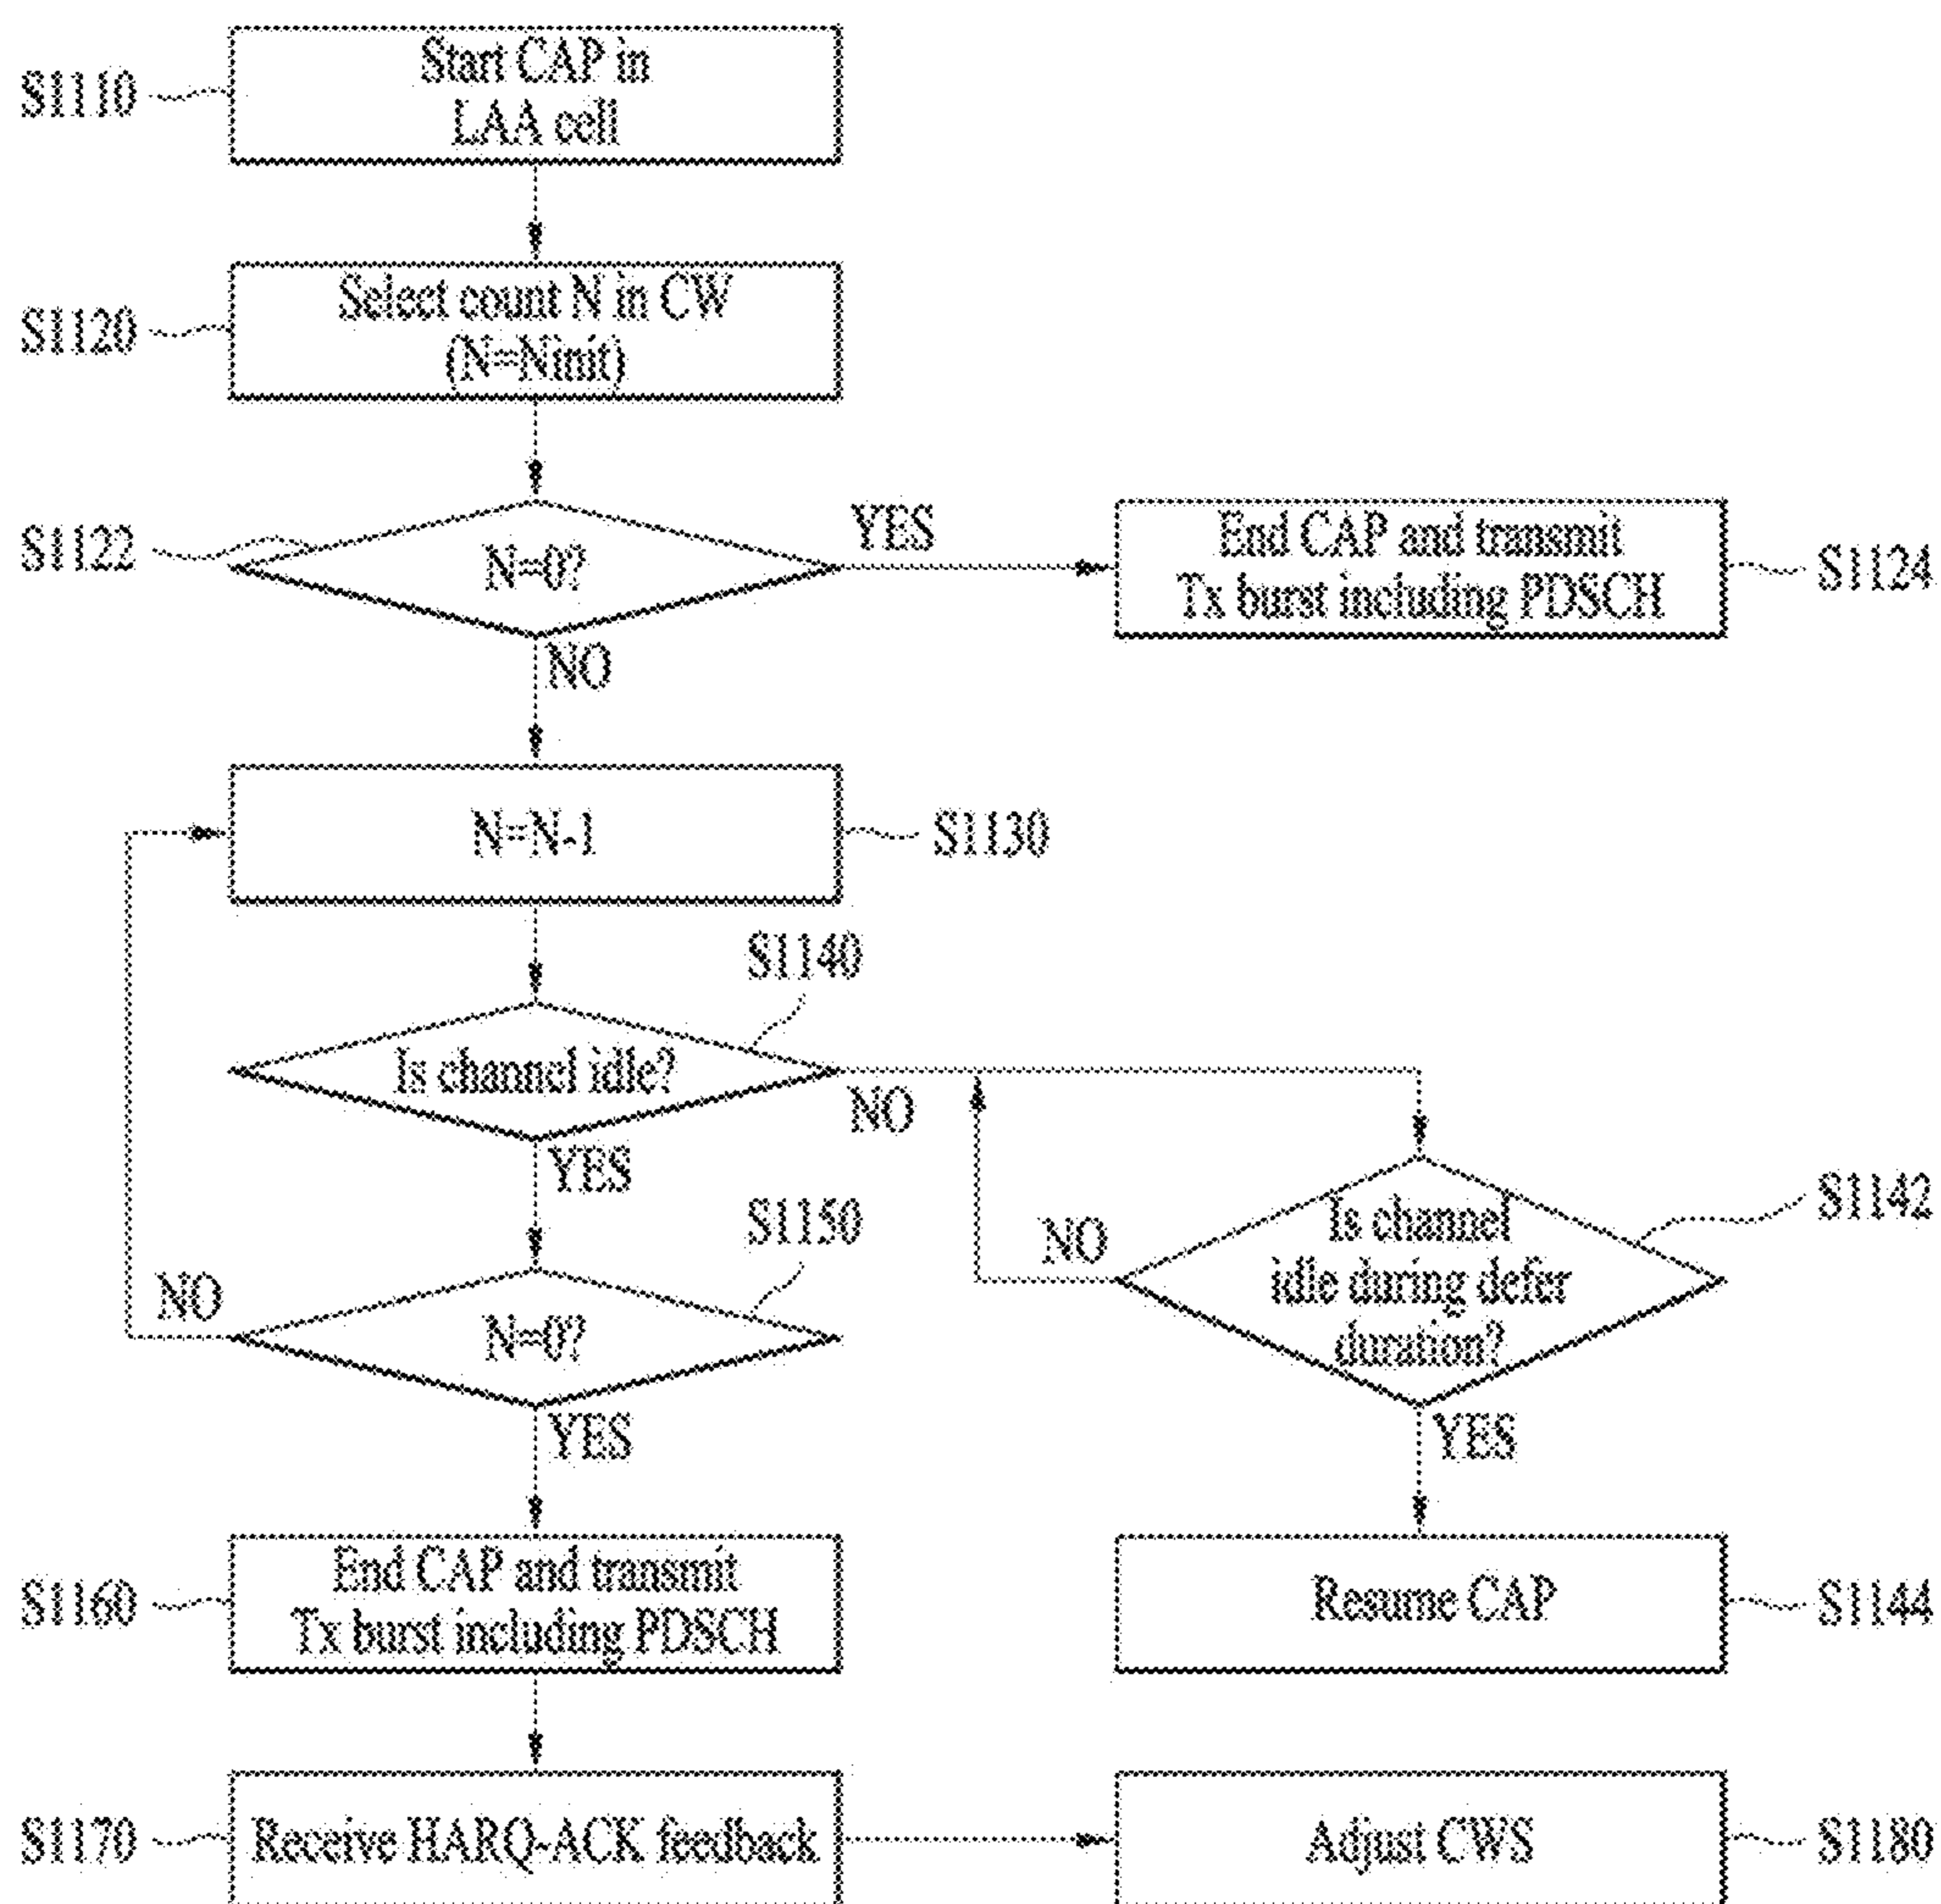 S1110
Start CAP in
LAA cell
S1120
Select count N in CW
(N=Ninit)
S1122
N=0?
YES
End CAP and transmit
Tx burst including PDSCH
S1124
NO
N=N-1
S1130
S1140
Is channel idle?
NO
YES
S1142
Is channel
idle during defer
duration?
NO
YES
S1150
N=0?
NO
YES
S1160
End CAP and transmit
Tx burst including PDSCH
Resume CAP
S1144
S1170
Receive HARQ-ACK feedback
Adjust CWS
S1180